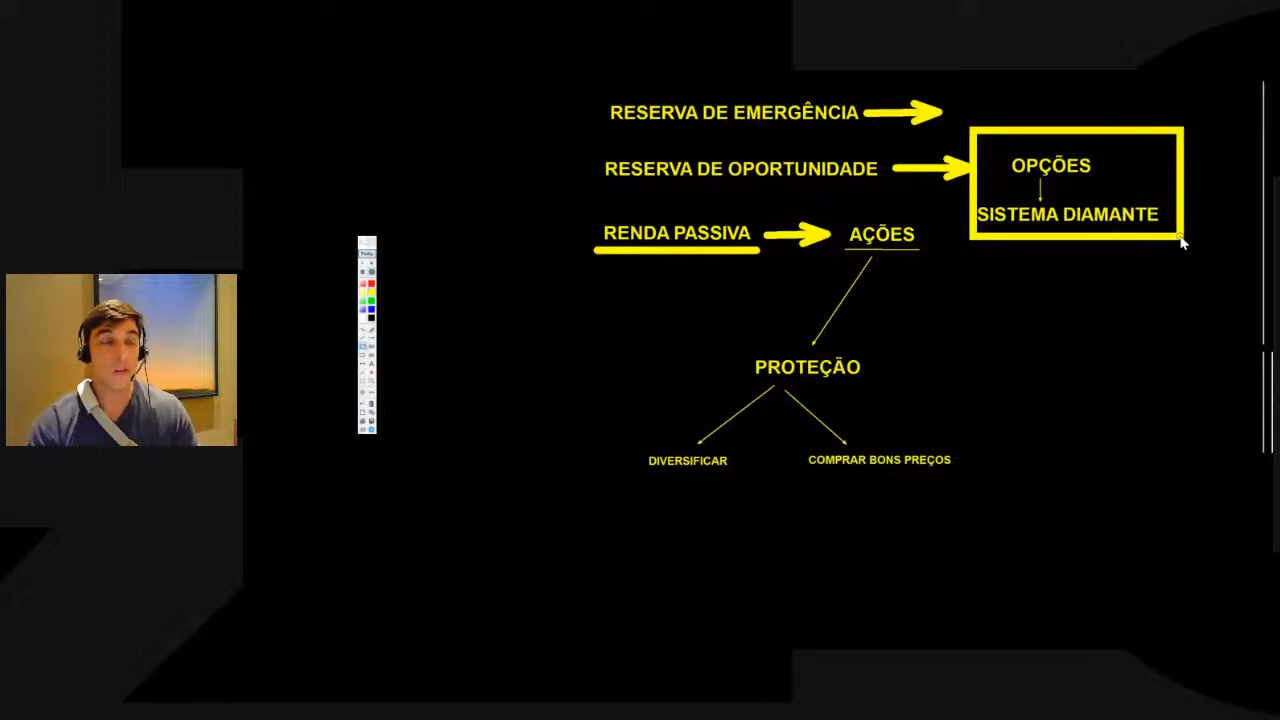 RESERVA DE EMERGÊNCIA
RESERVA DE OPORTUNIDADE
OPÇÕES
SISTEMA DIAMANTE
RENDA PASSIVA
AÇÕES
PROTEÇÃO
DIVERSIFICAR
COMPRAR BONS PREÇOS